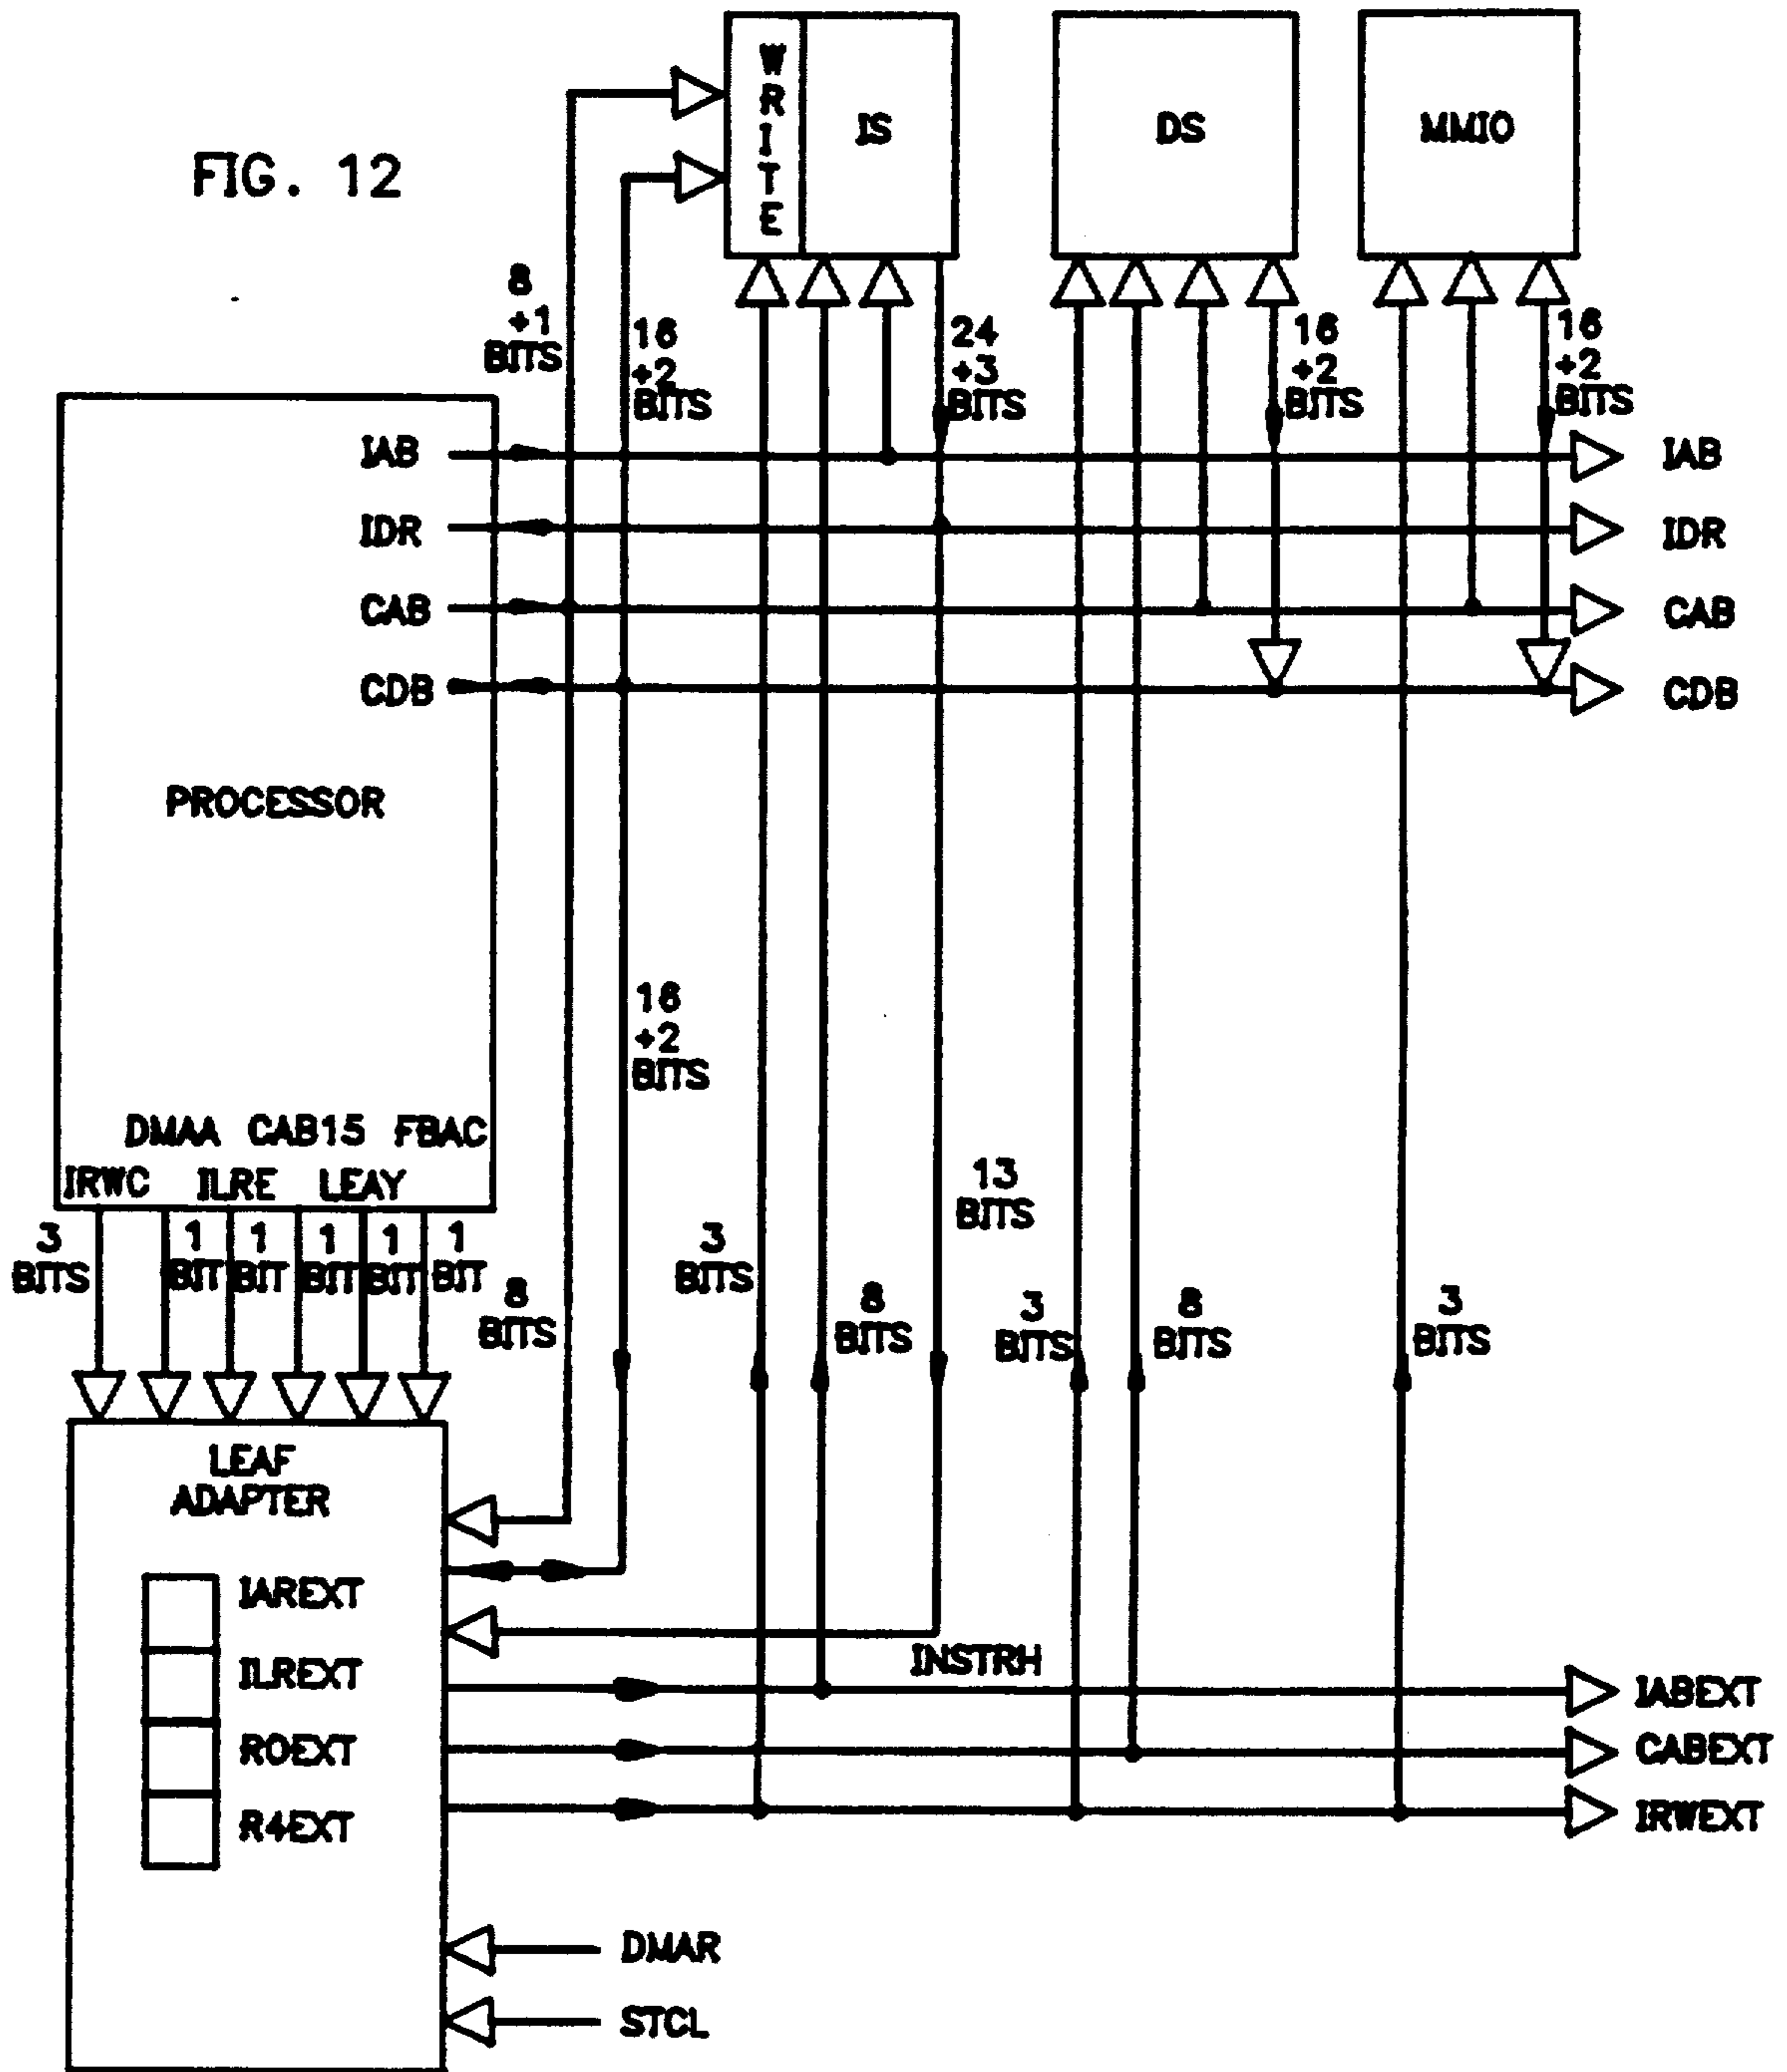 FIG. 12
WRITE
IS
DS
MMIO
8
+1
BITS
16
+2
BITS
24
+3
BITS
16
+2
BITS
16
+2
BITS
IAB
IDR
CAB
CDB
IAB
IDR
CAB
CDB
PROCESSOR
16
+2
BITS
DMAA CAB15 FBAC
IRWC ILRE LEAY
3
BITS
1
BIT
1
BIT
1
BIT
1
BIT
1
BIT
8
BITS
3
BITS
8
BITS
13
BITS
3
BITS
8
BITS
3
BITS
LEAF
ADAPTER
IAREXT
ILREXT
R0EXT
R4EXT
INSTRH
IABEXT
CABEXT
IRWEXT
DMAR
STCL